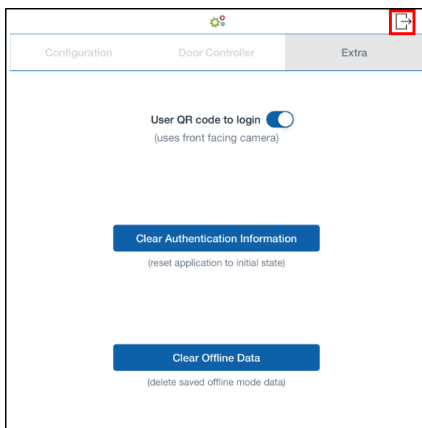 Configuration Door Controller Extra
User QR code to login
(uses front facing camera)
Clear Authentication Information
(reset application to initial state)
Clear Offline Data
(delete saved offline mode data)